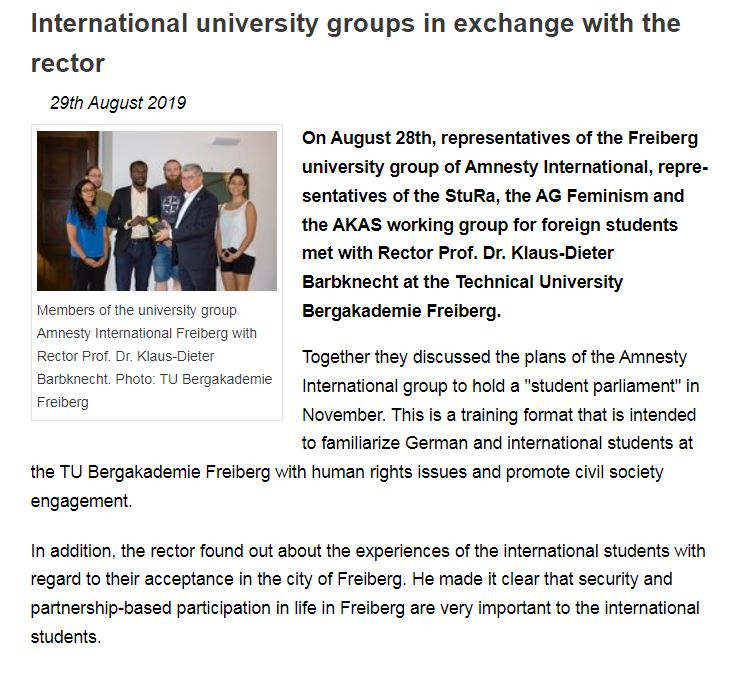 International university groups in exchange with the
rector
29th August 2019
Members of the university group
Amnesty International Freiberg with
Rector Prof. Dr. Klaus-Dieter
Barbknecht. Photo: TU Bergakademie
Freiberg
On August 28th, representatives of the Freiberg
university group of Amnesty International, repre-
sentatives of the StuRa, the AG Feminism and
the AKAS working group for foreign students
met with Rector Prof. Dr. Klaus-Dieter
Barbknecht at the Technical University
Bergakademie Freiberg.
Together they discussed the plans of the Amnesty
International group to hold a "student parliament" in
November. This is a training format that is intended
to familiarize German and international students at
the TU Bergakademie Freiberg with human rights issues and promote civil society
engagement.
In addition, the rector found out about the experiences of the international students with
regard to their acceptance in the city of Freiberg. He made it clear that security and
partnership-based participation in life in Freiberg are very important to the international
students.